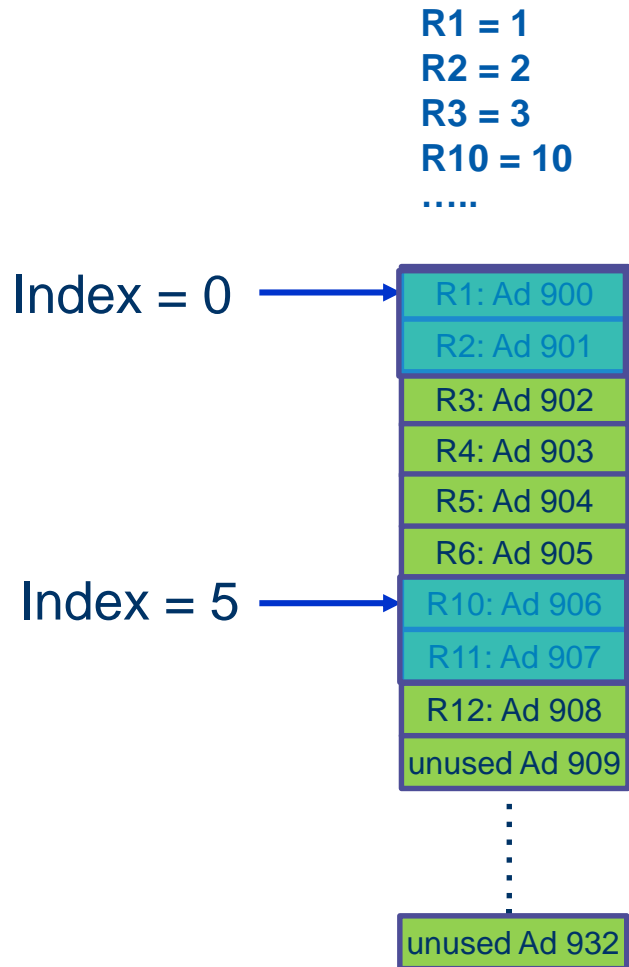 R1 = 1
R2 = 2
R3 = 3
R10 = 10
…..
Index = 0
R1: Ad 900
R2: Ad 901
R3: Ad 902
R4: Ad 903
R5: Ad 904
R6: Ad 905
Index = 5
R10: Ad 906
R11: Ad 907
R12: Ad 908
unused Ad 909
unused Ad 932